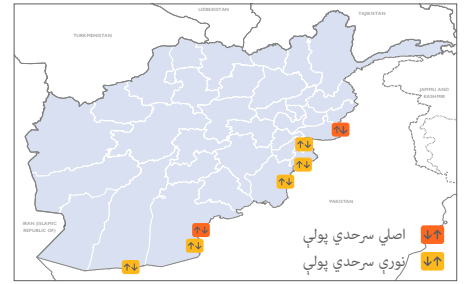 UZBEKISTAN
TAJIKISTAN
TURKMENISTAN
JAMMU AND
KASHMIR
PAKISTAN
IRAN (ISLAMIC
REPUBLIC OF)
اصلي سرحدي پولې
نورې سرحدي پولې